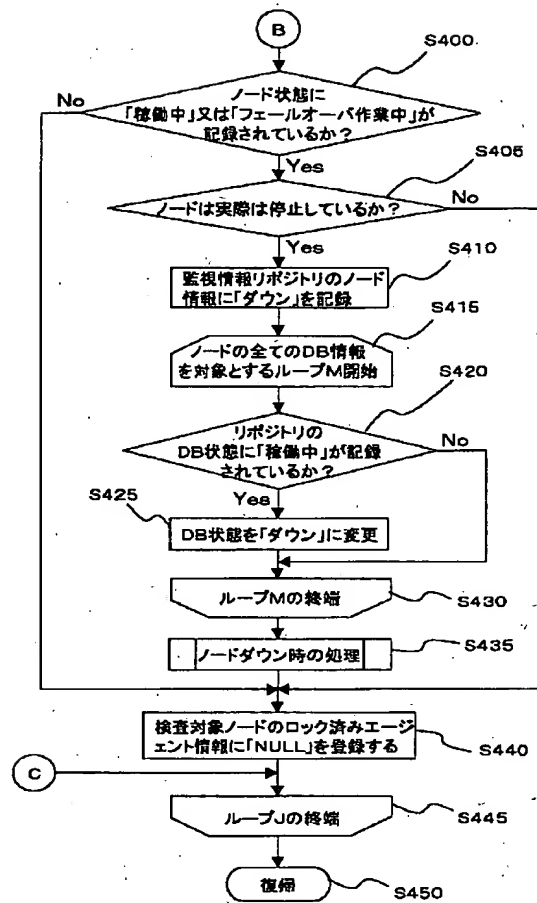 B
S400
ノード状態に
「稼働中」又は「フェールオーバ作業中」が
記録されているか?
No
Yes
S405
ノードは実際は停止しているか?
No
Yes
S410
監視情報リポジトリのノード
情報に「ダウン」を記録
S415
ノードの全てのDB情報
を対象とするループM開始
S420
リポジトリの
DB状態に「稼働中」が記録
されているか?
No
Yes
S425
DB状態を「ダウン」に変更
ループMの終端
S430
ノードダウン時の処理
S435
検査対象ノードのロック済みエージ
ェント情報に「NULL」を登録する
S440
C
ループJの終端
S445
復帰
S450